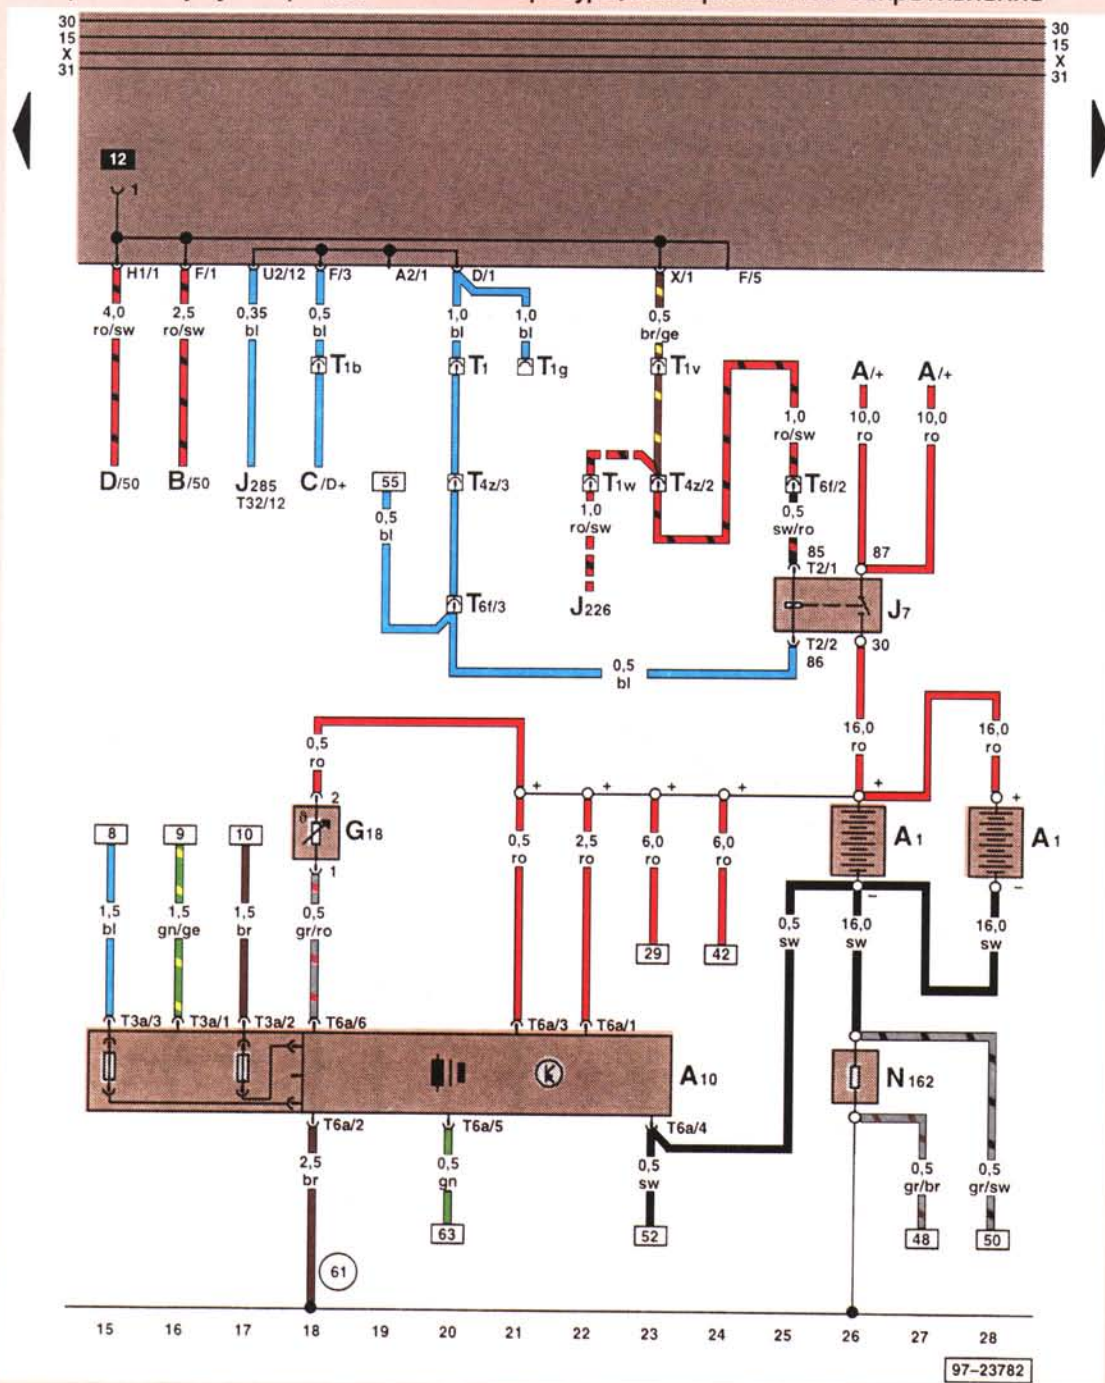 30 30
15 15
X X
31 31
12
1
H1/1 F/1 U2/12 F/3 A2/1 D/1 X/1 F/5
4,0 2,5 0,35 0,5 1,0 1,0 0,5
ro/sw ro/sw bl bl bl bl br/ge
T1b T1 T1g T1v A/+ A/+
1,0 10,0 10,0
ro/sw ro ro
D/50 B/50 J285 C/D+ 55 T4z/3 T1w T4z/2 T6f/2
T32/12
0,5 1,0 0,5
bl ro/sw sw/ro
85 87
T2/1
T6f/3 J226 J7
T2/2 30
86
0,5
bl
16,0 16,0
ro ro
0,5
ro
2 + + + + + +
8 9 10 G18 A1 A1
0,5 2,5 6,0 6,0
ro ro ro ro
1
− −
1,5 1,5 1,5 0,5 0,5 16,0 16,0
bl gn/ge br gr/ro sw sw sw
29 42
T3a/3 T3a/1 T3a/2 T6a/6 T6a/3 T6a/1
A10 N162
T6a/2 T6a/5 T6a/4
2,5 0,5 0,5 0,5 0,5
br gn sw gr/br gr/sw
63 52 48 50
61
15 16 17 18 19 20 21 22 23 24 25 26 27 28
97-23782